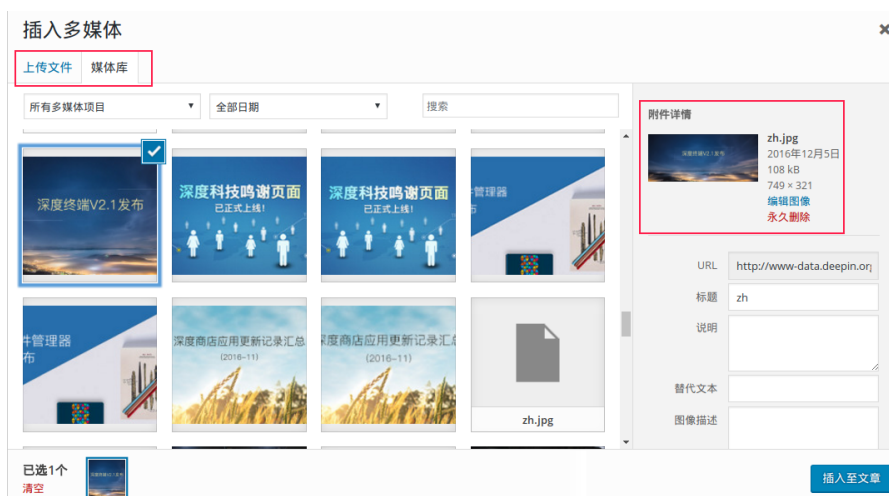 插入多媒体
上传文件 媒体库
所有多媒体项目 全部日期 搜索
附件详情
zh.jpg
2016年12月5日
108 kB
749 × 321
编辑图像
永久删除
深度终端V2.1发布
深度科技鸣谢页面
已正式上线!
深度科技鸣谢页面
已正式上线!
件管理器
布
件管理器
布
深度商店应用更新记录汇总
(2016-11)
深度商店应用更新记录汇总
(2016-11)
zh.jpg
URL http://www-data.deepin.org
标题 zh
说明
替代文本
图像描述
已选1个
清空
插入至文章